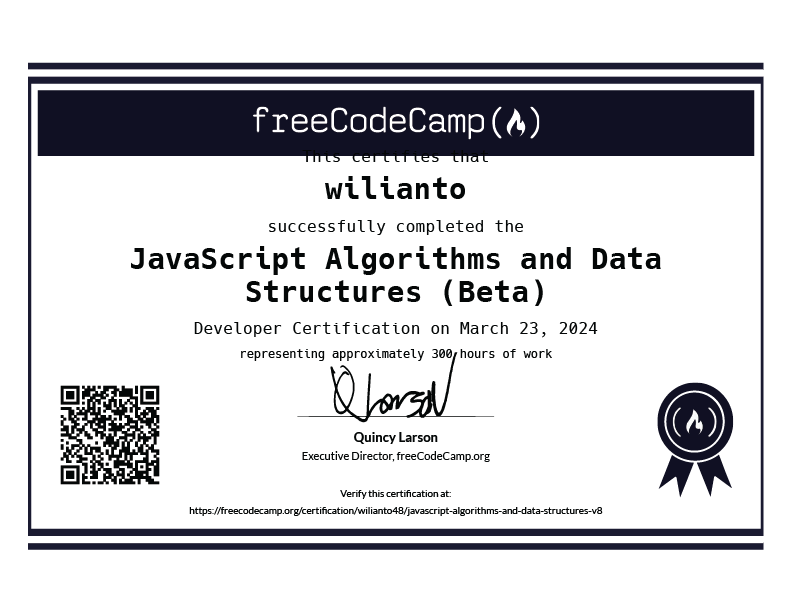 freeCodeCamp
This certifies that
wilianto
successfully completed the
JavaScript Algorithms and Data
Structures (Beta)
Developer Certification on March 23, 2024
representing approximately 300 hours of work
Quincy Larson
Executive Director, freeCodeCamp.org
Verify this certification at:
https://freecodecamp.org/certification/wilianto48/javascript-algorithms-and-data-structures-v8